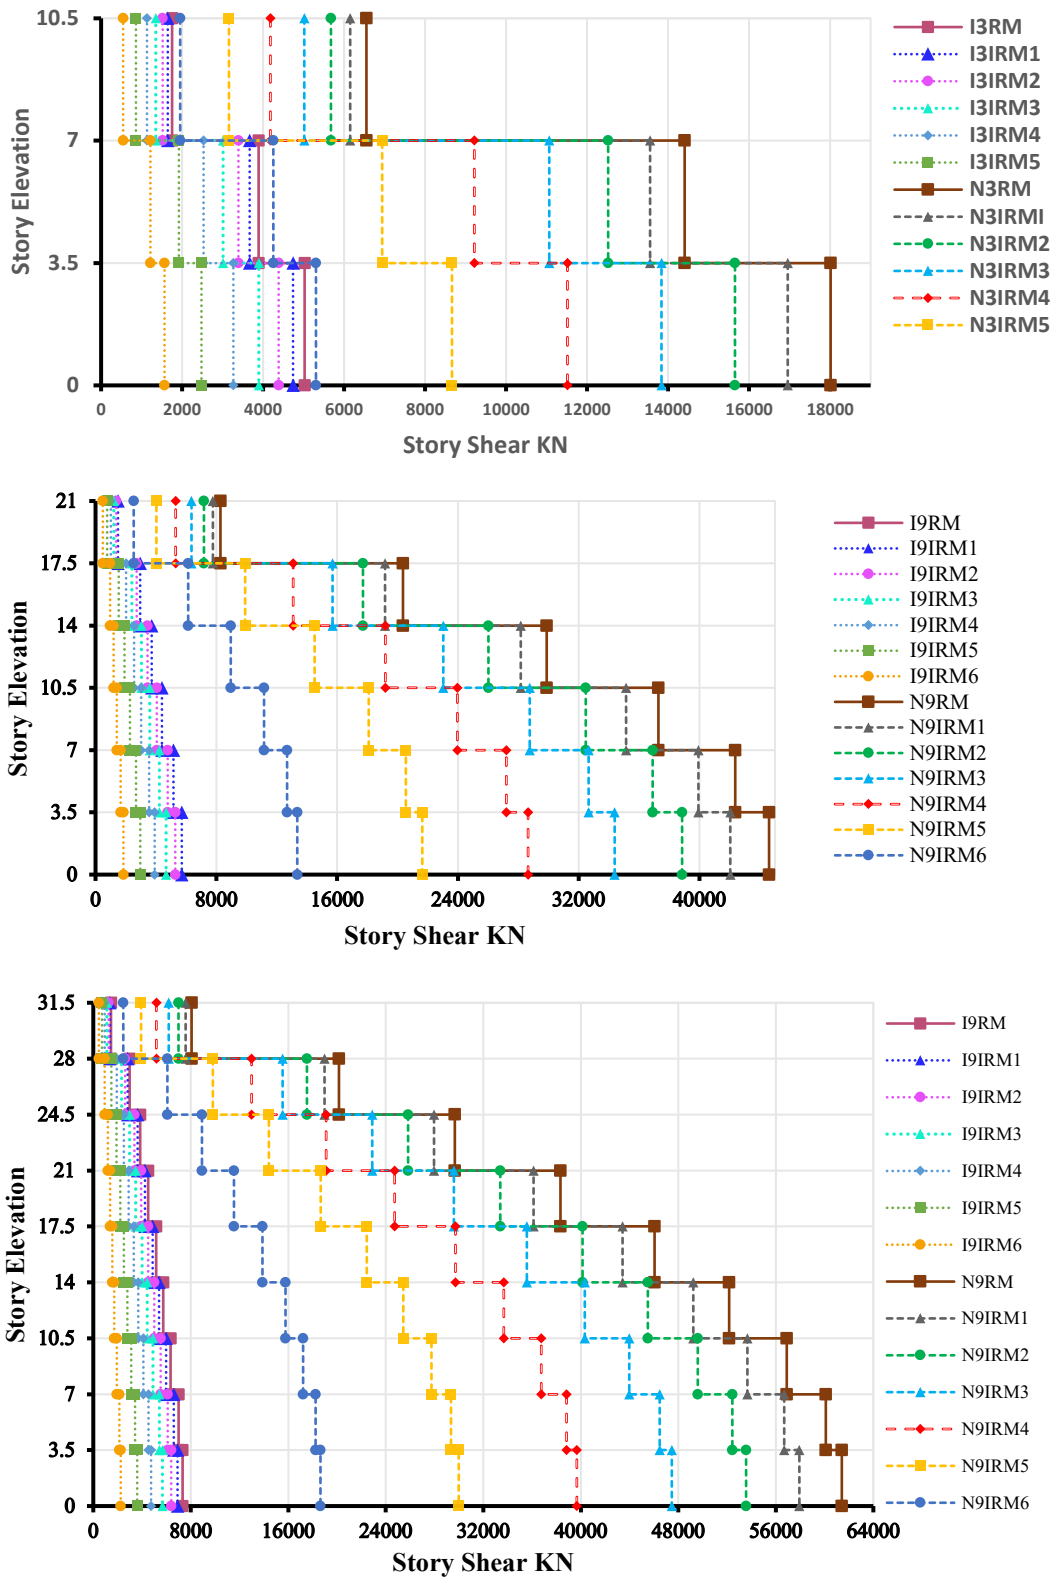 10.5
7
3.5
0
Story Elevation
0 2000 4000 6000 8000 10000 12000 14000 16000 18000
Story Shear KN
I3RM
I3IRM1
I3IRM2
I3IRM3
I3IRM4
I3IRM5
N3RM
N3IRMI
N3IRM2
N3IRM3
N3IRM4
N3IRM5
21
17.5
14
10.5
7
3.5
0
Story Elevation
0 8000 16000 24000 32000 40000
Story Shear KN
I9RM
I9IRM1
I9IRM2
I9IRM3
I9IRM4
I9IRM5
I9IRM6
N9RM
N9IRM1
N9IRM2
N9IRM3
N9IRM4
N9IRM5
N9IRM6
31.5
28
24.5
21
17.5
14
10.5
7
3.5
0
Story Elevation
0 8000 16000 24000 32000 40000 48000 56000 64000
Story Shear KN
I9RM
I9IRM1
I9IRM2
I9IRM3
I9IRM4
I9IRM5
I9IRM6
N9RM
N9IRM1
N9IRM2
N9IRM3
N9IRM4
N9IRM5
N9IRM6